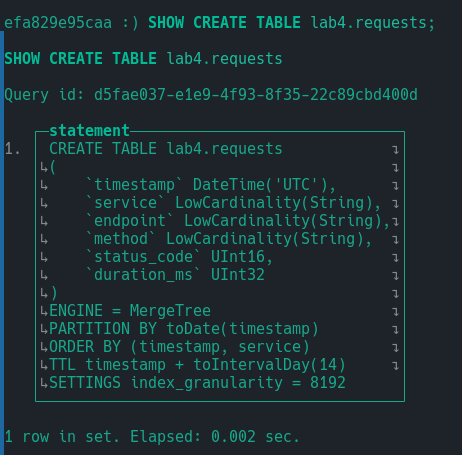 efa829e95caa :) SHOW CREATE TABLE lab4.requests;
SHOW CREATE TABLE lab4.requests
Query id: d5fae037-e1e9-4f93-8f35-22c89cbd400d
statement
1. CREATE TABLE lab4.requests ↴
↳( ↴
↳    `timestamp` DateTime('UTC'), ↴
↳    `service` LowCardinality(String), ↴
↳    `endpoint` LowCardinality(String),↴
↳    `method` LowCardinality(String), ↴
↳    `status_code` UInt16, ↴
↳    `duration_ms` UInt32 ↴
↳) ↴
↳ENGINE = MergeTree ↴
↳PARTITION BY toDate(timestamp) ↴
↳ORDER BY (timestamp, service) ↴
↳TTL timestamp + toIntervalDay(14) ↴
↳SETTINGS index_granularity = 8192
1 row in set. Elapsed: 0.002 sec.